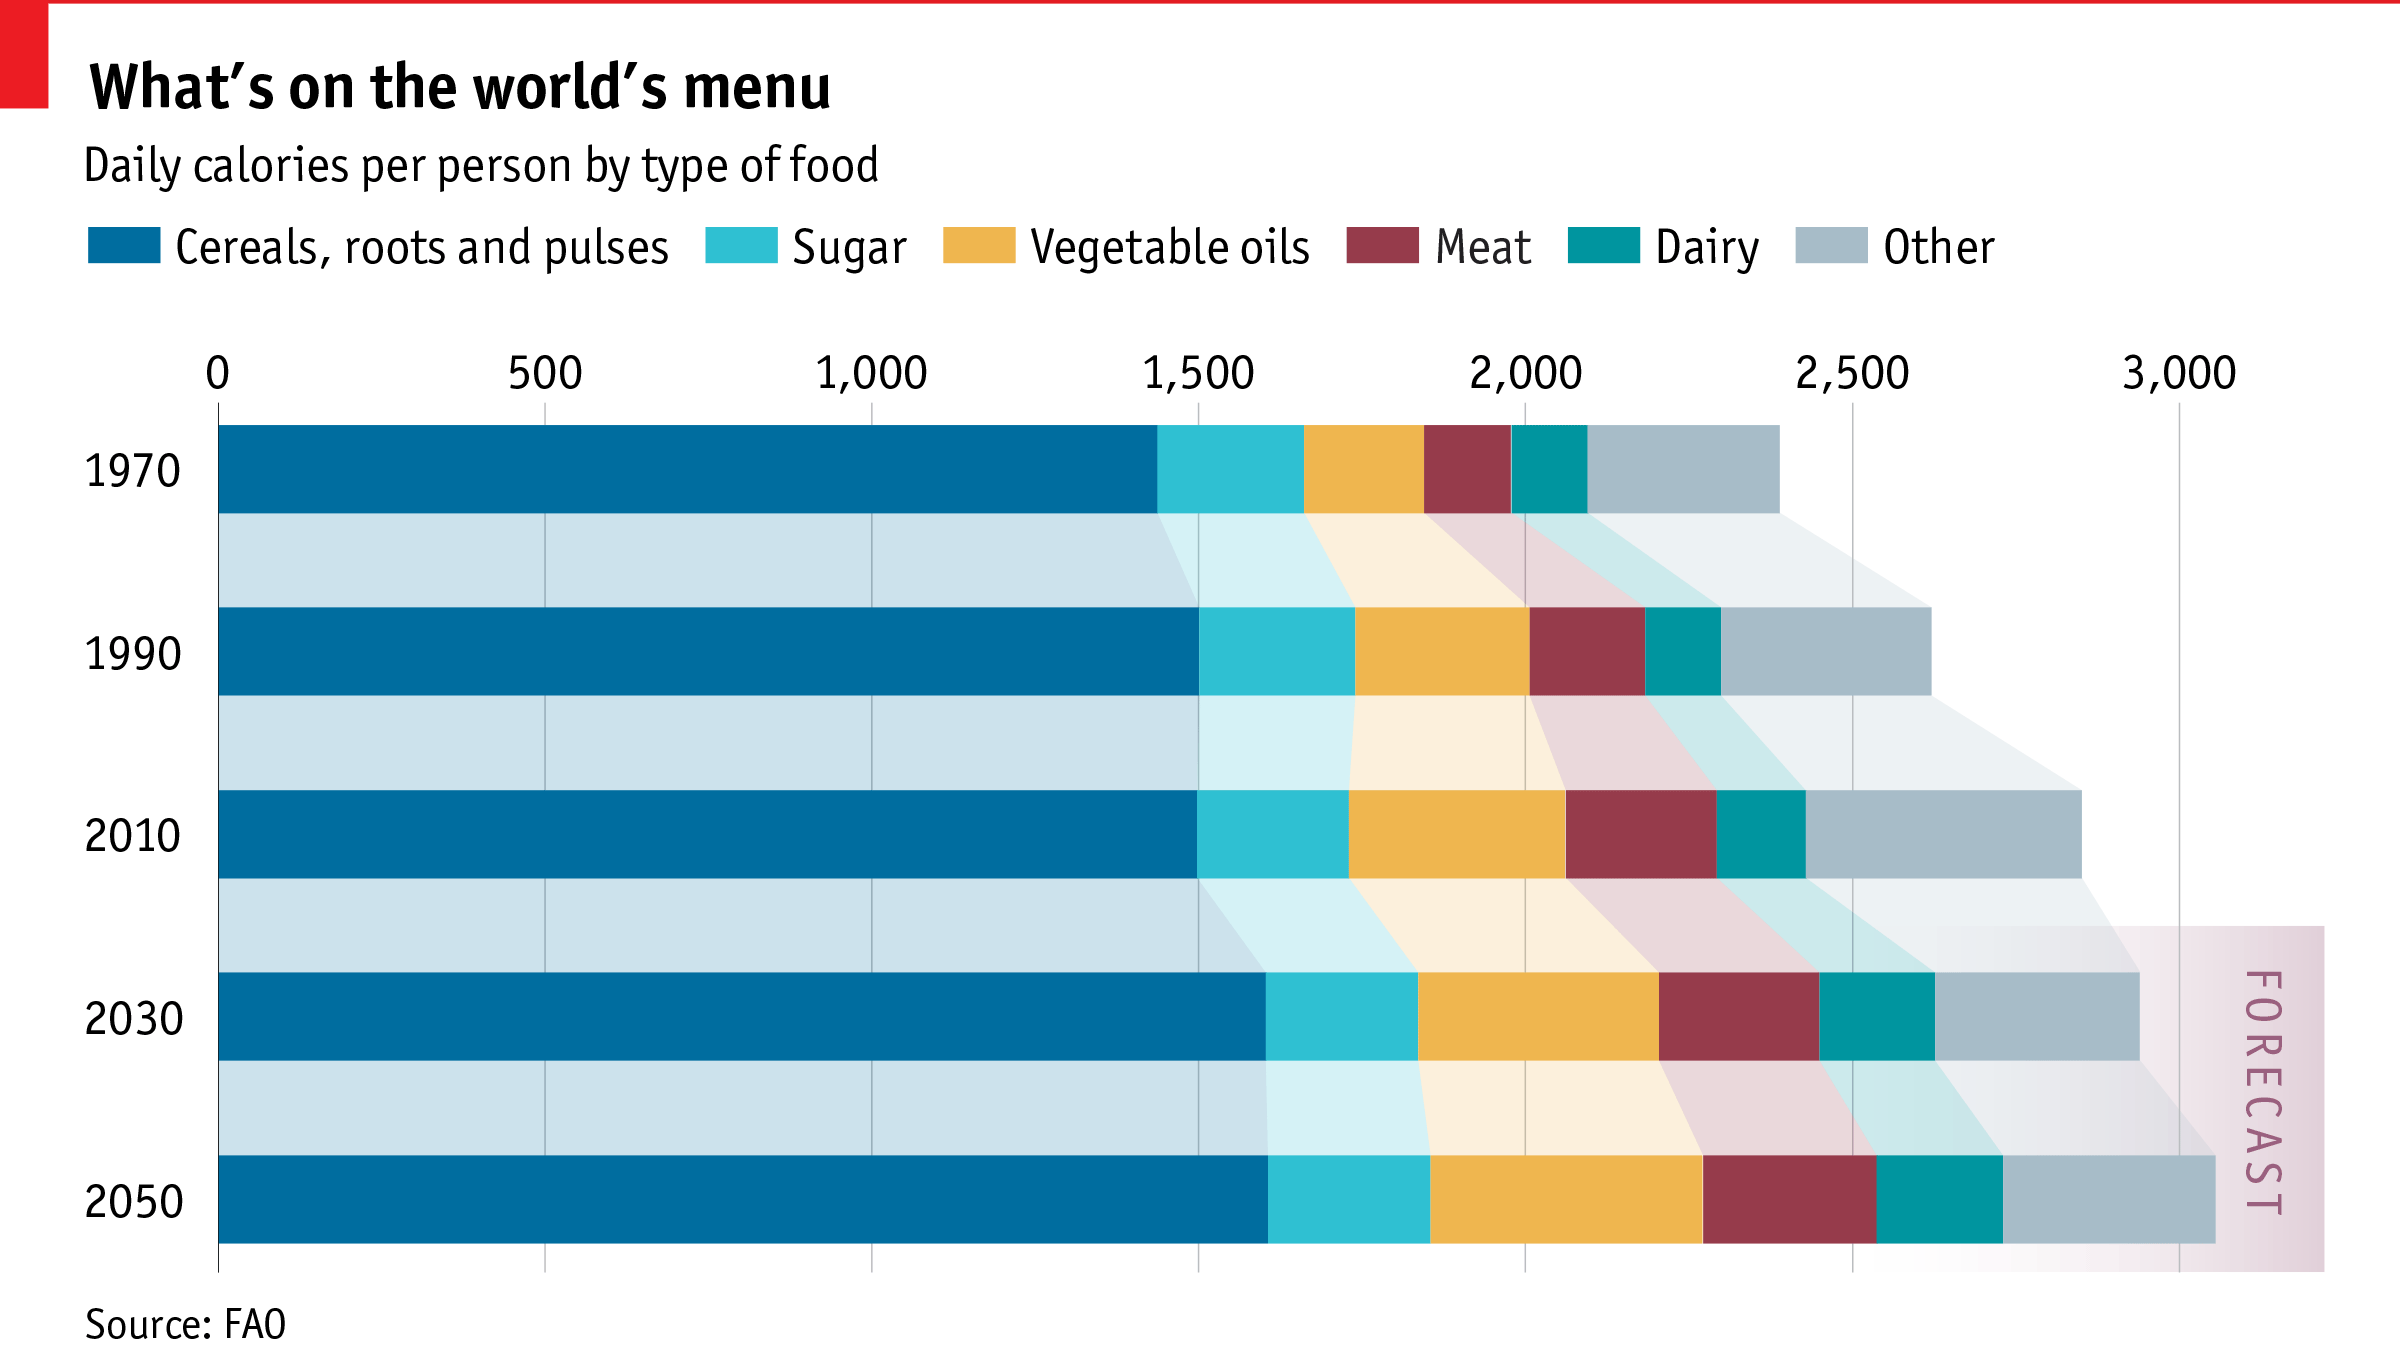 What's on the world's menu
Daily calories per person by type of food
Cereals, roots and pulses Sugar Vegetable oils Meat Dairy Other
0 500 1,000 1,500 2,000 2,500 3,000
1970
1990
2010
2030
2050
FORECAST
Source: FAO